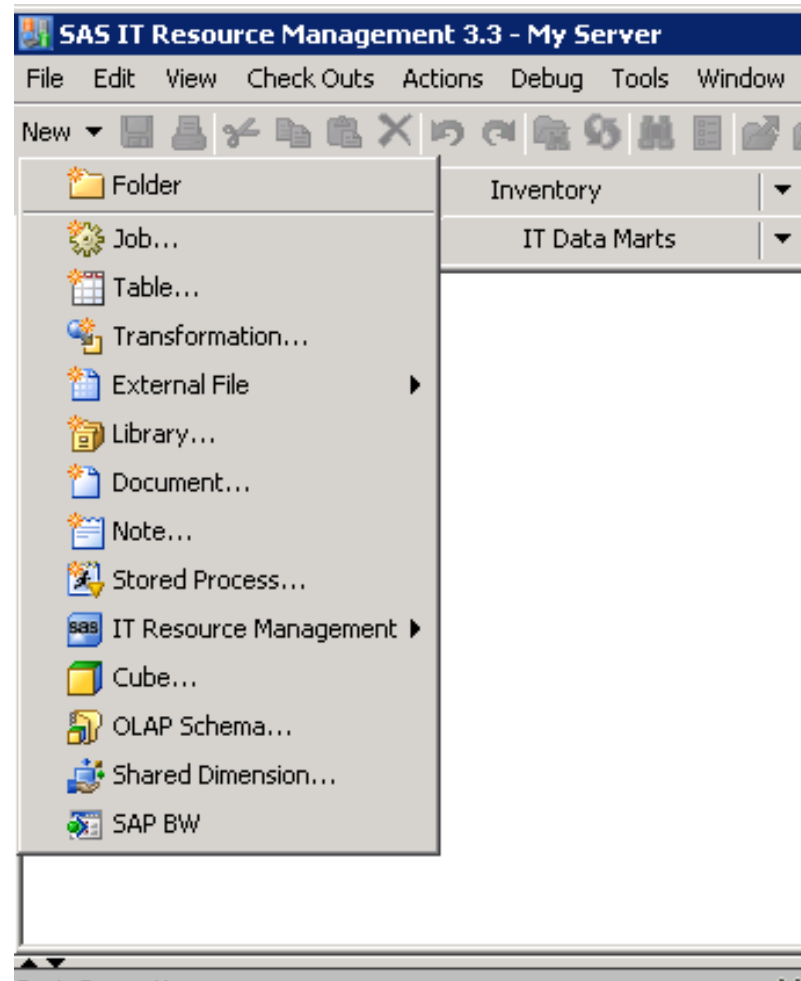 SAS IT Resource Management 3.3 - My Server
File Edit View Check Outs Actions Debug Tools Window
New
Folder
Inventory
Job...
IT Data Marts
Table...
Transformation...
External File
Library...
Document...
Note...
Stored Process...
sas IT Resource Management
Cube...
OLAP Schema...
Shared Dimension...
SAP BW